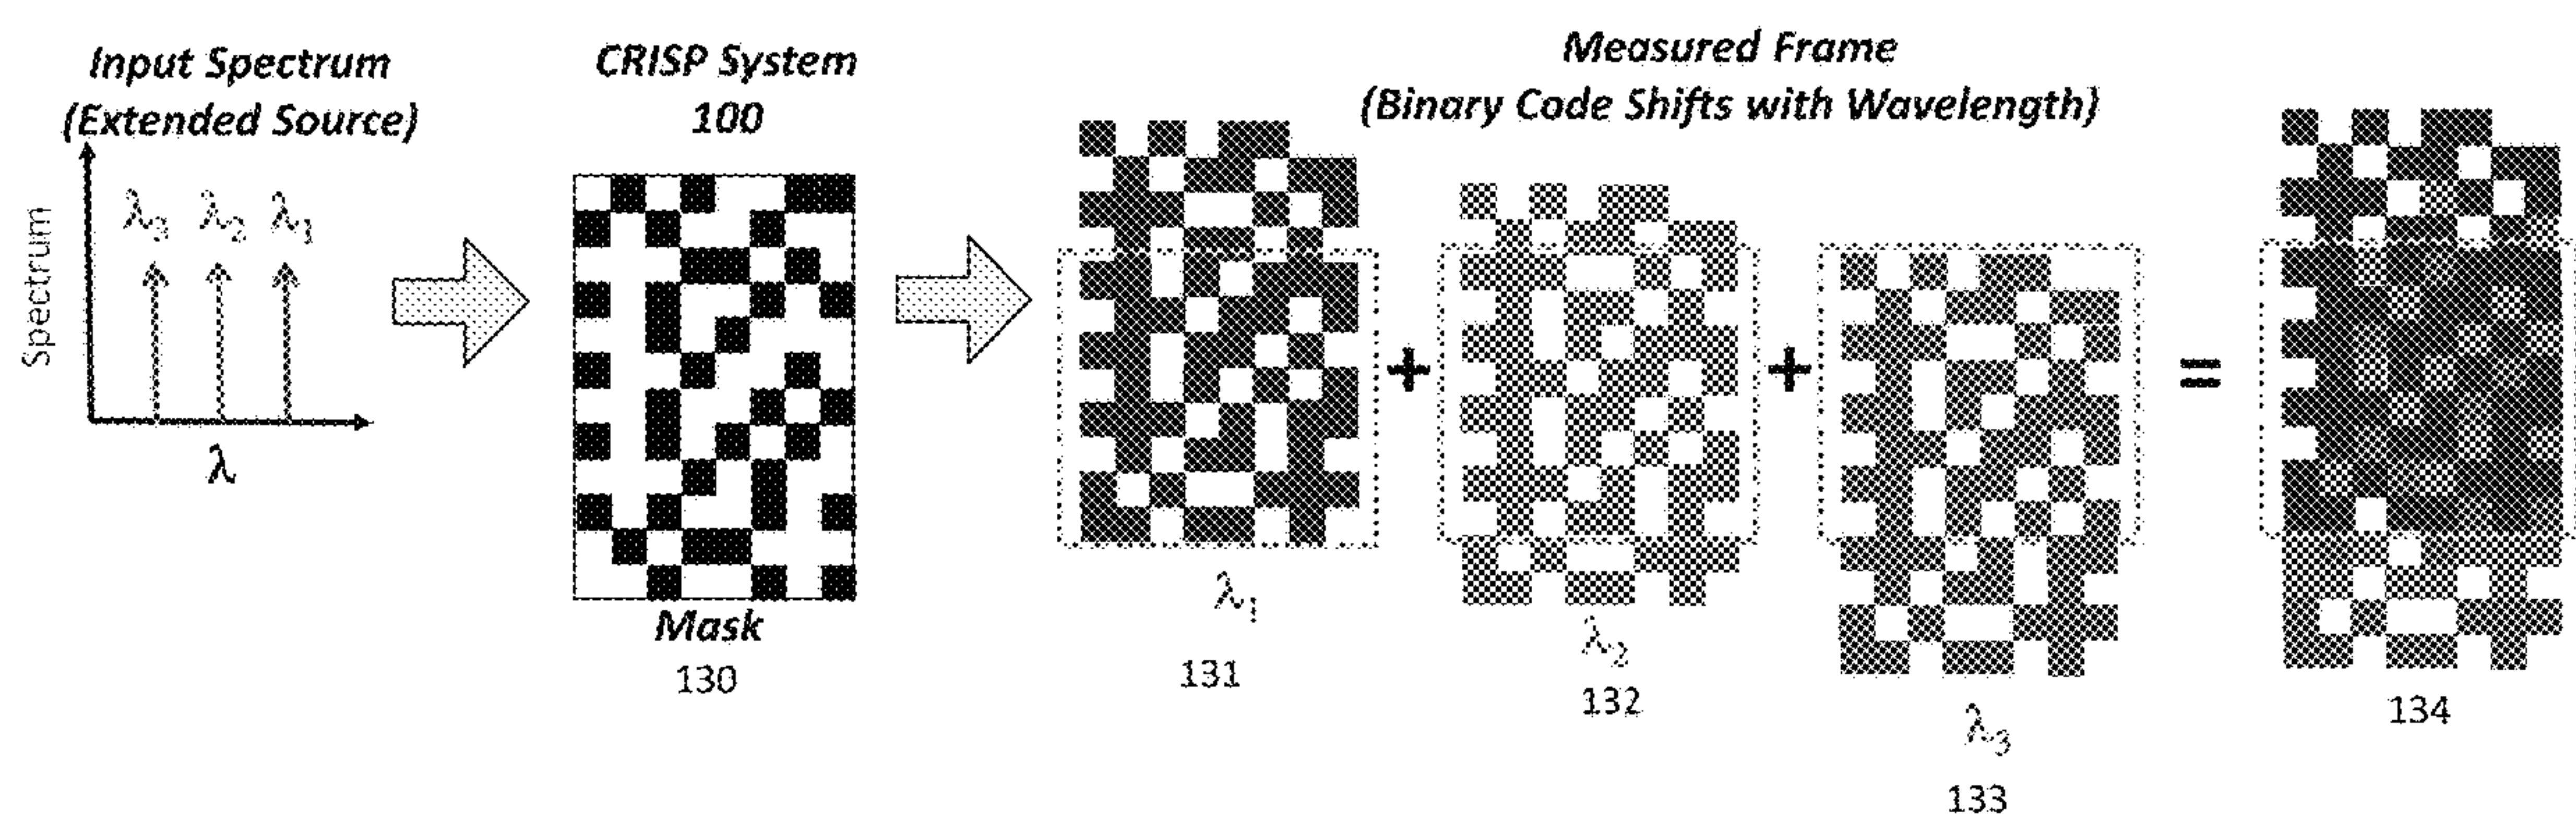 Input Spectrum
(Extended Source)
Spectrum
λ3 λ2 λ1
λ
CRISP System
100
Mask
130
Measured Frame
(Binary Code Shifts with Wavelength)
λ1
131
+
λ2
132
+
λ3
133
=
134